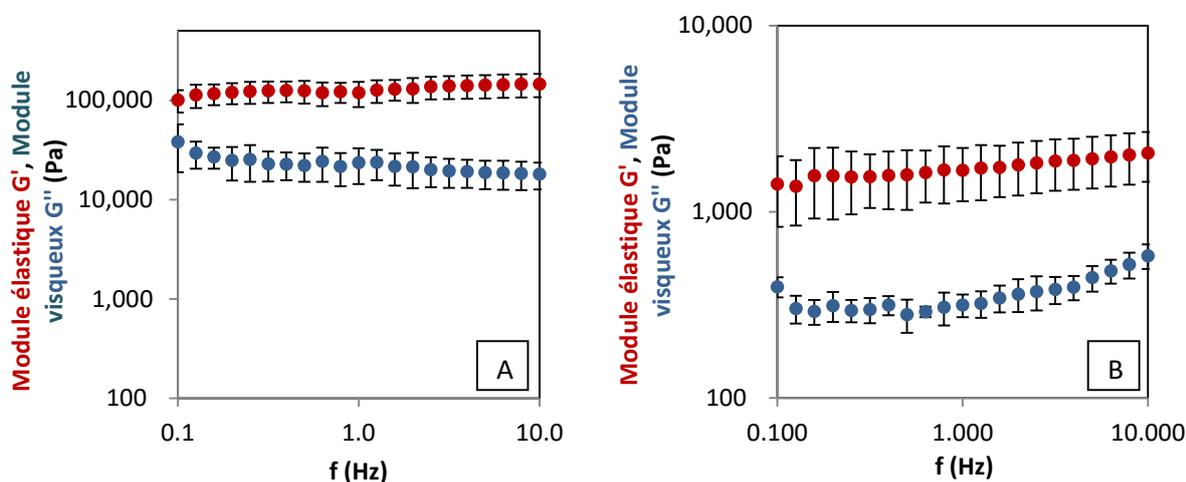 Module élastique G', Module
visqueux G'' (Pa)
100,000
10,000
1,000
100
0.1
1.0
10.0
f (Hz)
A
Module élastique G', Module
visqueux G'' (Pa)
10,000
1,000
100
0.100
1.000
10.000
f (Hz)
B